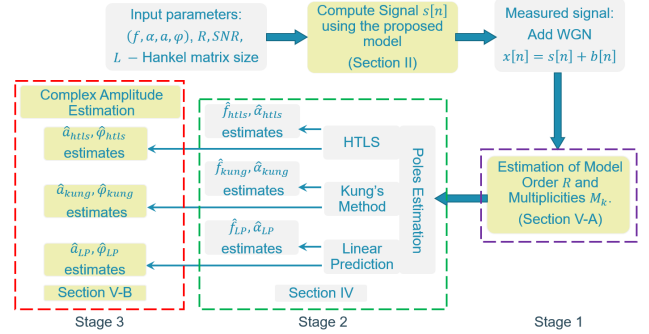 Input parameters:
(f, α, a, φ), R, SNR,
L − Hankel matrix size
Compute Signal s[n]
using the proposed
model
(Section II)
Measured signal:
Add WGN
x[n] = s[n] + b[n]
Complex Amplitude
Estimation
â_htls, φ̂_htls
estimates
â_kung, φ̂_kung
estimates
â_LP, φ̂_LP
estimates
Section V-B
f̂_htls, α̂_htls
estimates
HTLS
f̂_kung, α̂_kung
estimates
Kung's
Method
f̂_LP, α̂_LP
estimates
Linear
Prediction
Poles Estimation
Section IV
Estimation of Model
Order R and
Multiplicities M_k.
(Section V-A)
Stage 3
Stage 2
Stage 1